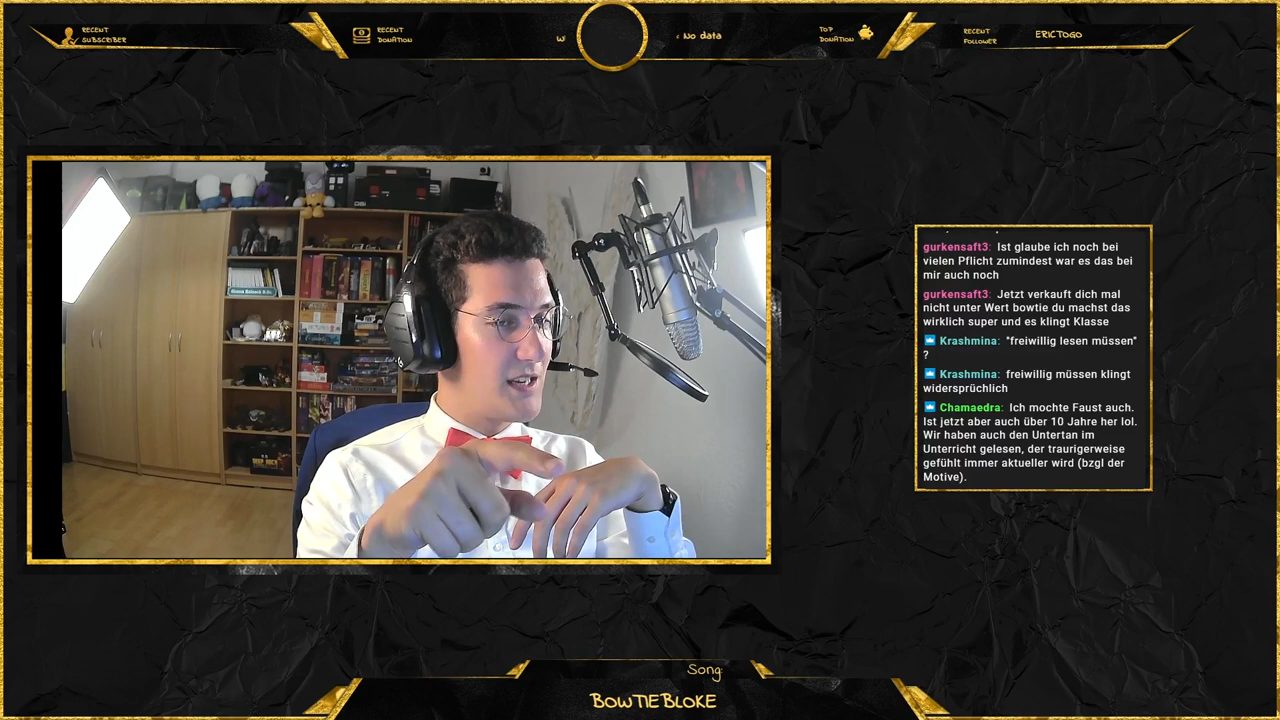 RECENT
SUBSCRIBER
RECENT
DONATION
No data
TOP
DONATION
RECENT
FOLLOWER
ERICTOGO
gurkensaft3: Ist glaube ich noch bei
vielen Pflicht zumindest war es das bei
mir auch noch
gurkensaft3: Jetzt verkauft dich mal
nicht unter Wert bowtie du machst das
wirklich super und es klingt Klasse
Krashmina: "freiwillig lesen müssen"
?
Krashmina: freiwillig müssen klingt
widersprüchlich
Chamaedra: Ich mochte Faust auch.
Ist jetzt aber auch über 10 Jahre her lol.
Wir haben auch den Untertan im
Unterricht gelesen, der traurigerweise
gefühlt immer aktueller wird (bzgl der
Motive).
Song:
BOWTIEBLOKE